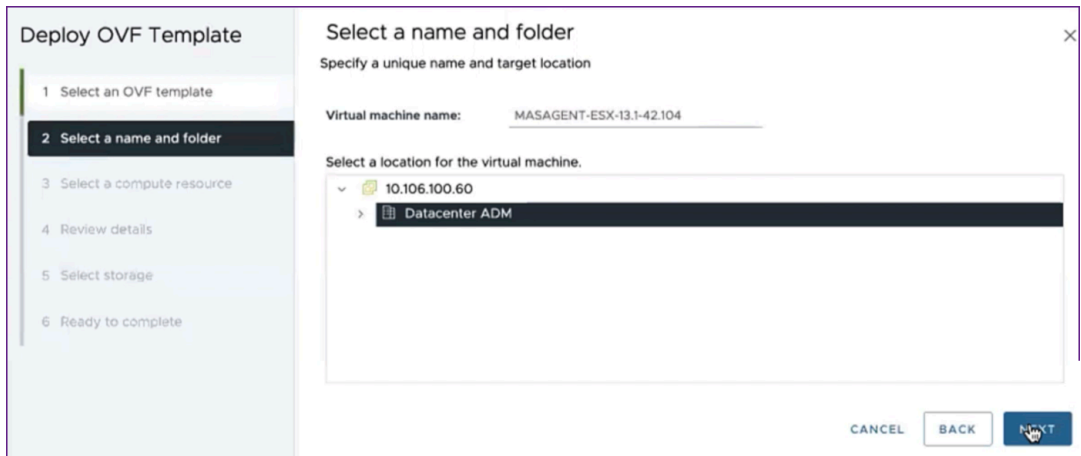 Deploy OVF Template
1 Select an OVF template
2 Select a name and folder
3 Select a compute resource
4 Review details
5 Select storage
6 Ready to complete
Select a name and folder
Specify a unique name and target location
Virtual machine name: MASAGENT-ESX-13.1-42.104
Select a location for the virtual machine.
10.106.100.60
Datacenter ADM
CANCEL BACK NEXT